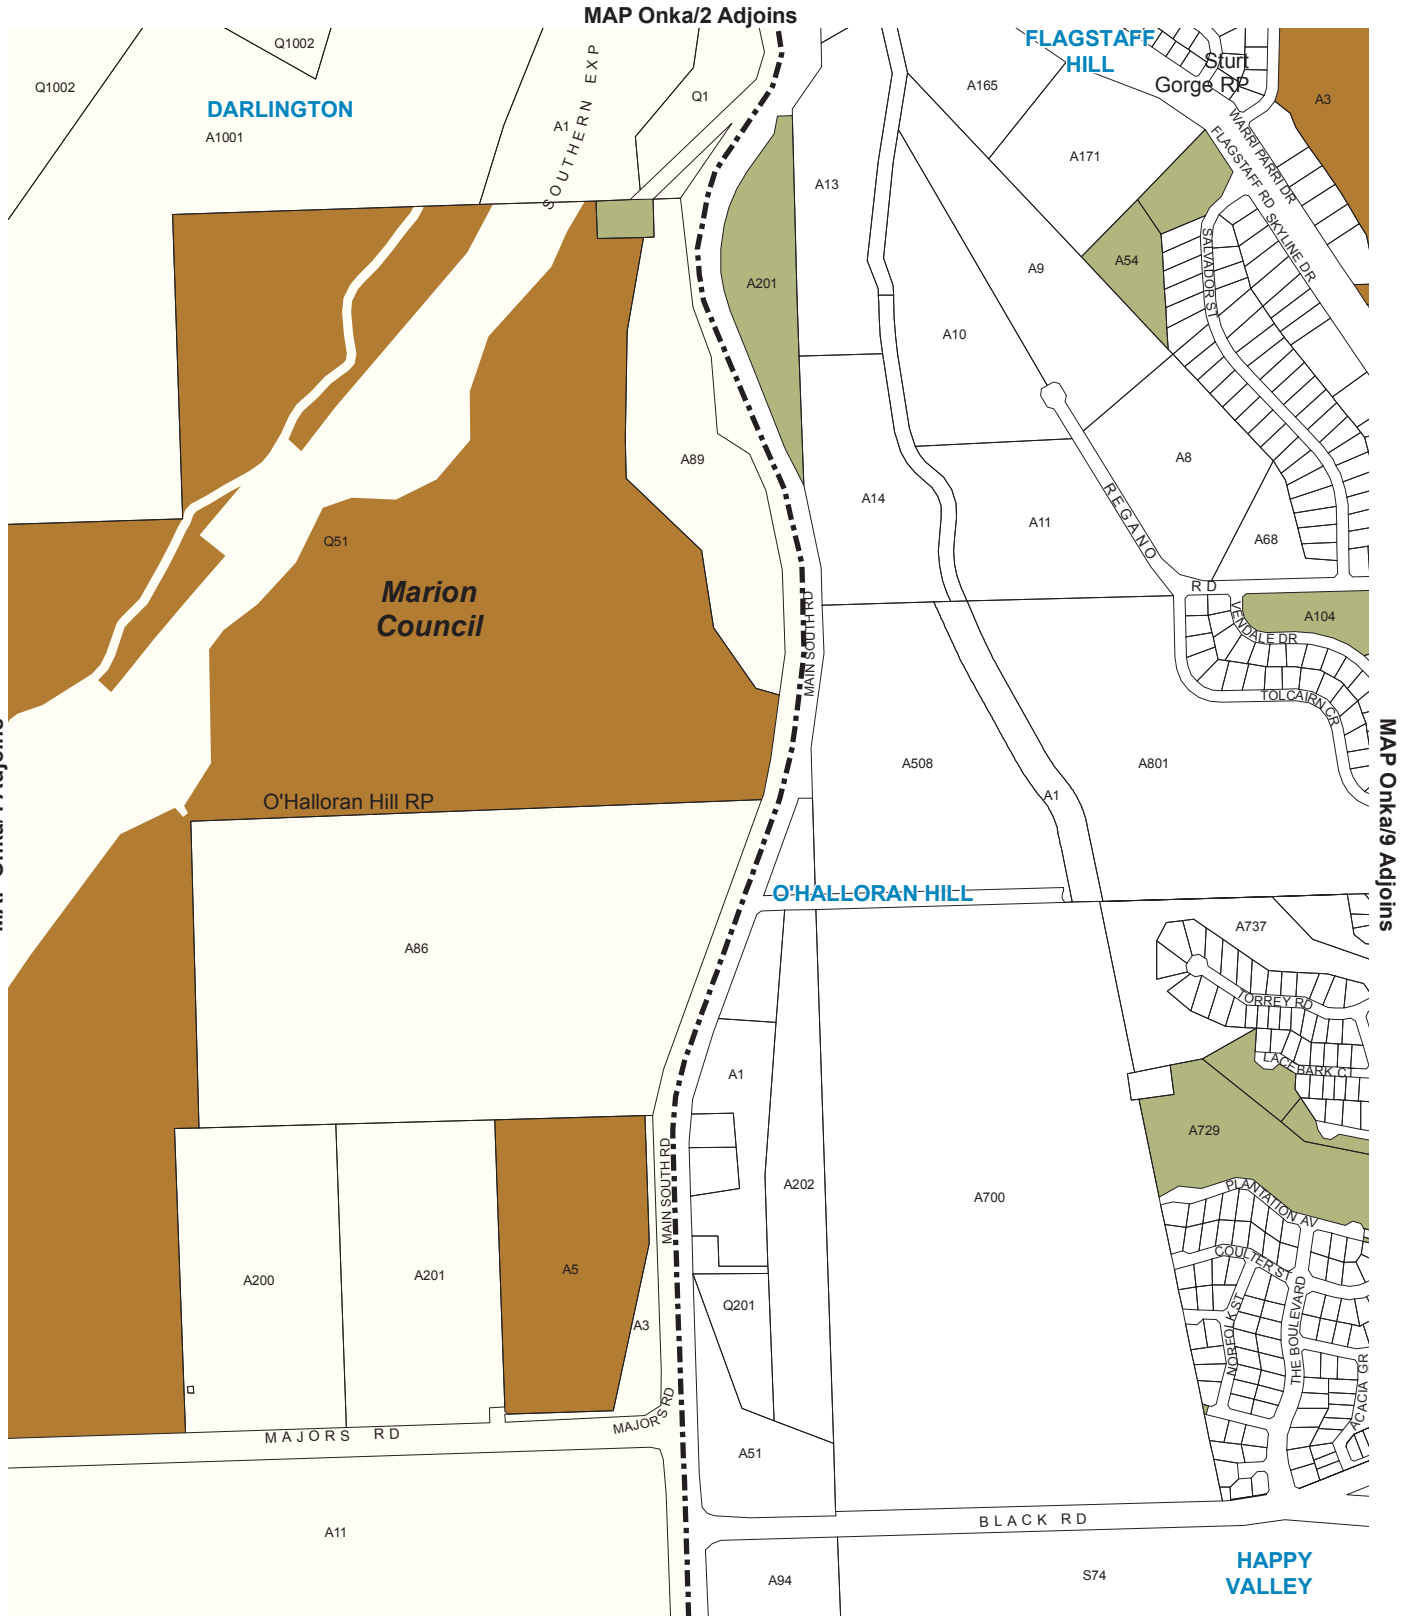 MAP Onka/2 Adjoins
FLAGSTAFF
HILL
Sturt
Gorge RP
Q1002
Q1002
DARLINGTON
A1001
A1
SOUTHERN EXP
Q1
A165
A3
A171
WARRI PARRI DR
FLAGSTAFF RD
SKYLINE DR
SALVADOR ST
A13
A54
A9
A201
A10
A89
A8
A14
A11
REGANO
RD
A68
Q51
Marion
Council
MAIN SOUTH RD
A104
VENDALE DR
TOLCAIRN CR
A508
A801
A1
MAP Onka/9 Adjoins
O'Halloran Hill RP
O'HALLORAN HILL
A86
A737
TORREY RD
LACEBARK CT
A1
A729
MAIN SOUTH RD
A202
A700
PLANTATION AV
COULTER ST
NORFOLK ST
THE BOULEVARD
ACACIA GR
A200
A201
A5
A3
Q201
MAJORS RD
MAJORS RD
A51
BLACK RD
A11
A94
S74
HAPPY
VALLEY